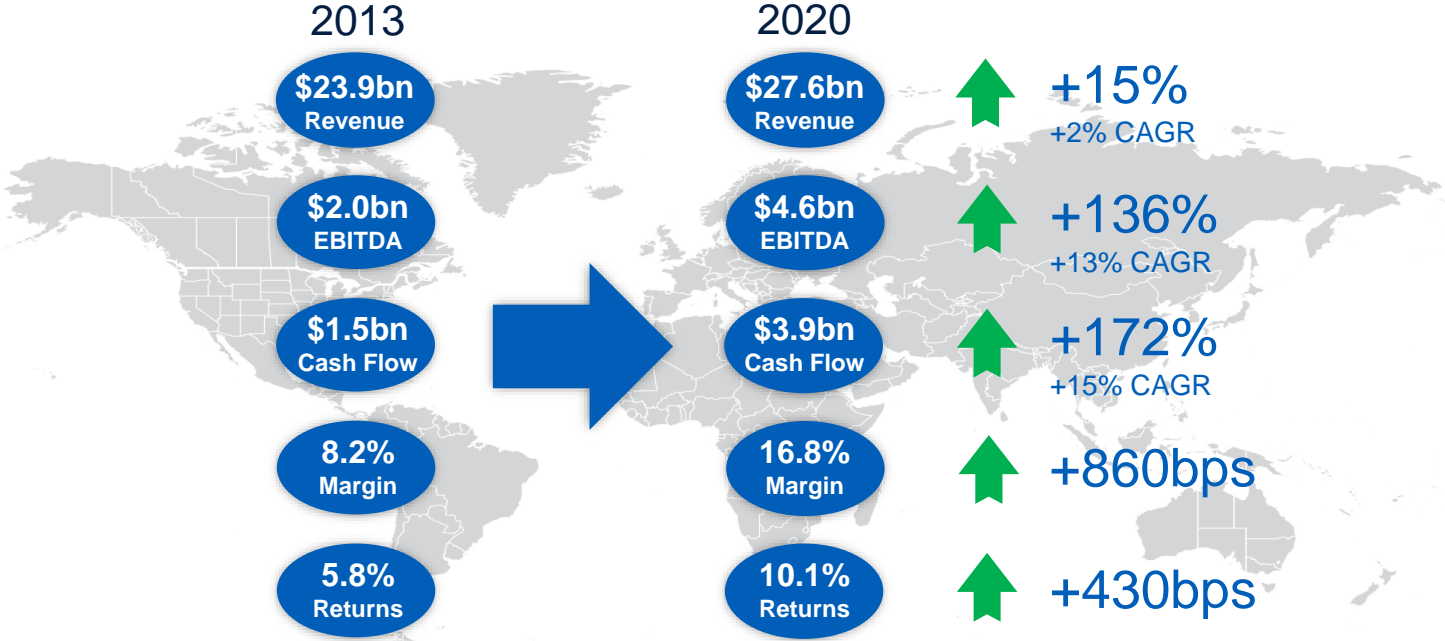 2013
2020
$23.9bn
Revenue
$27.6bn
Revenue
+15%
+2% CAGR
$2.0bn
EBITDA
$4.6bn
EBITDA
+136%
+13% CAGR
$1.5bn
Cash Flow
$3.9bn
Cash Flow
+172%
+15% CAGR
8.2%
Margin
16.8%
Margin
+860bps
5.8%
Returns
10.1%
Returns
+430bps